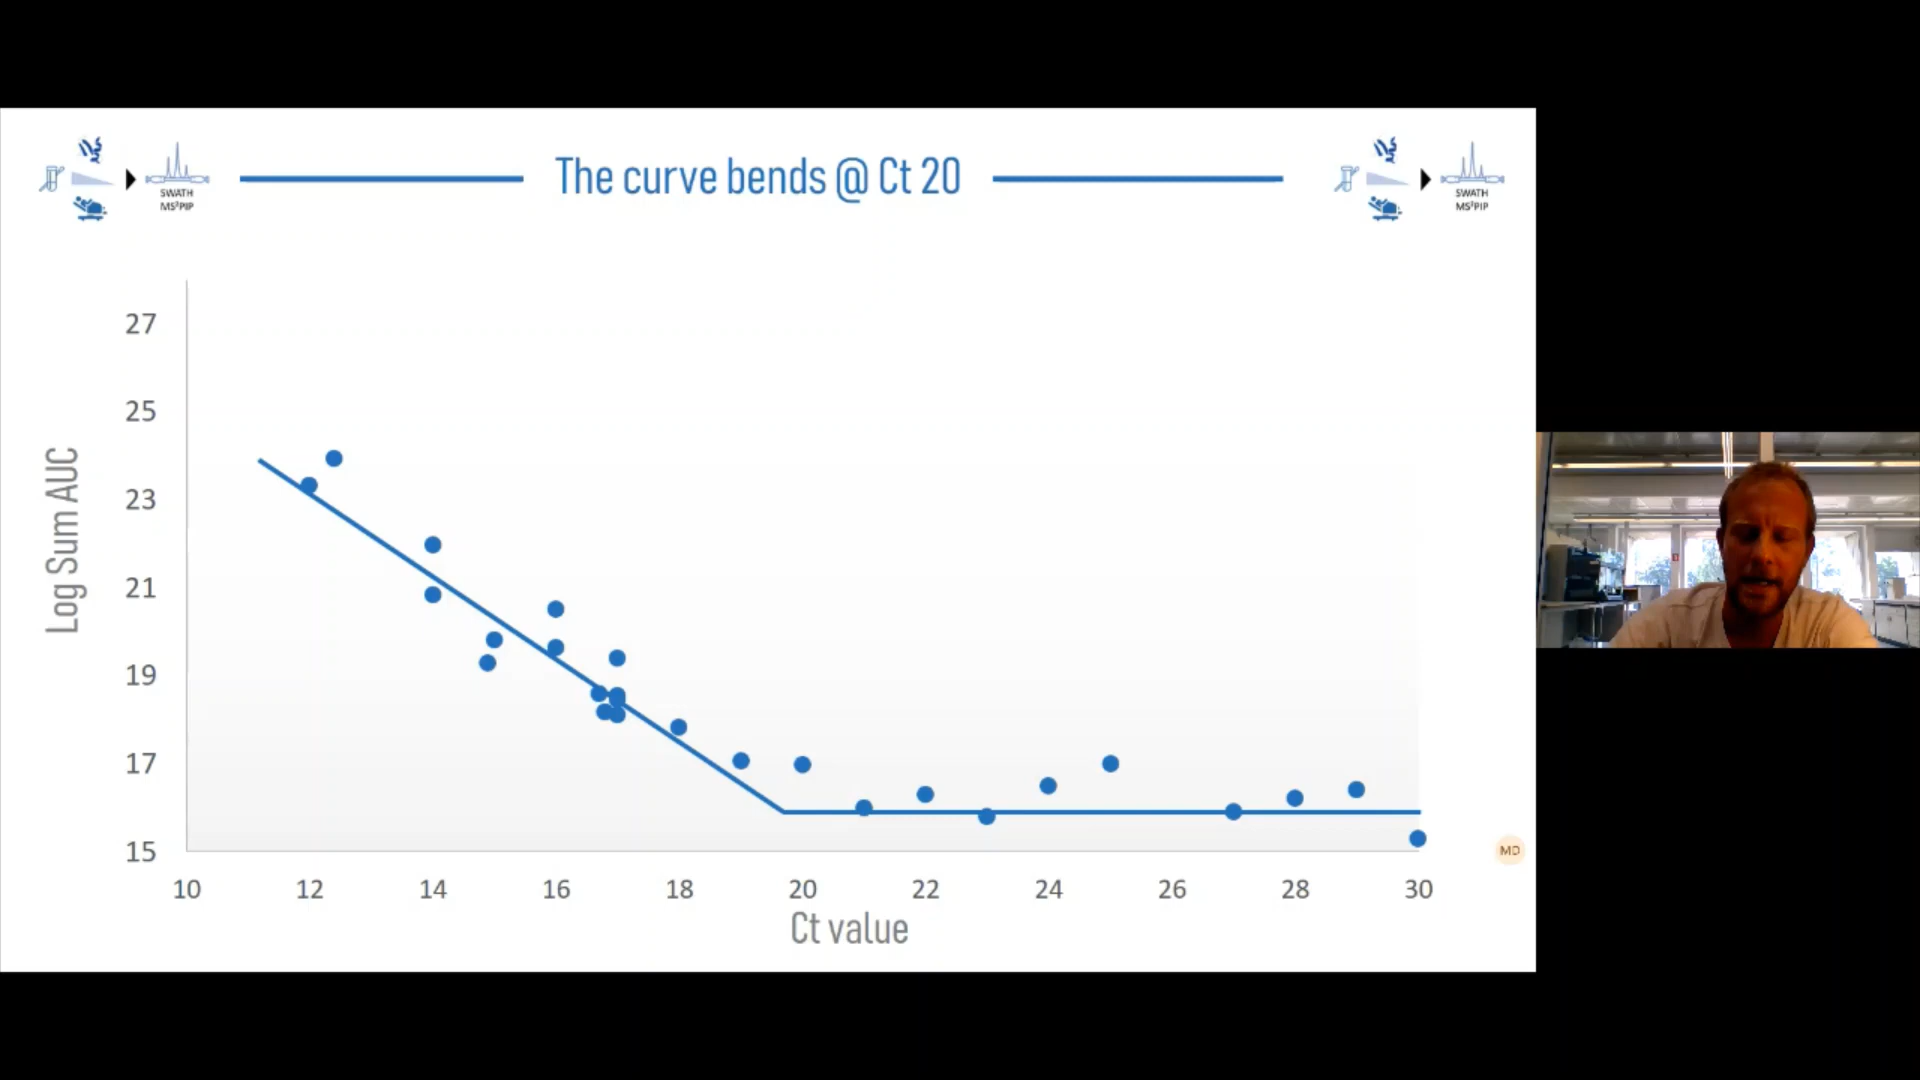 The curve bends @ Ct 20
SWATH
MS²PIP
SWATH
MS²PIP
Log Sum AUC
27
25
23
21
19
17
15
10 12 14 16 18 20 22 24 26 28 30
Ct value
MD